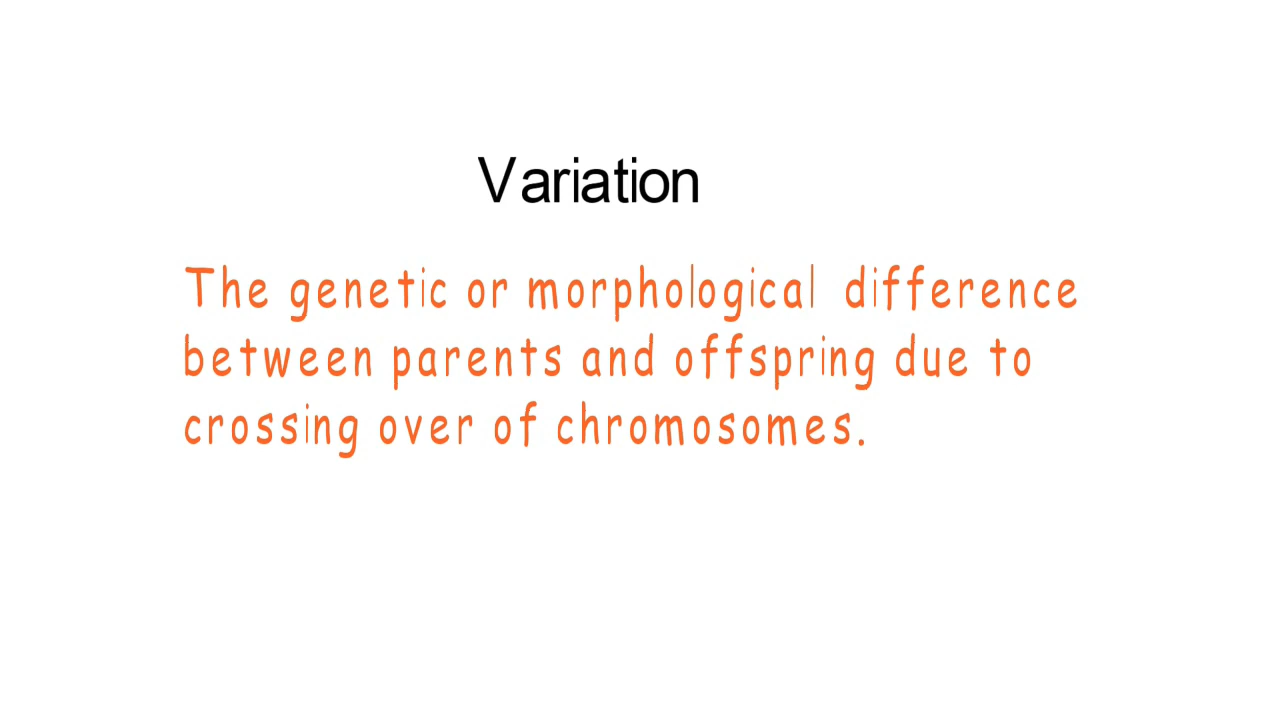 Variation
The genetic or morphological difference
between parents and offspring due to
crossing over of chromosomes.